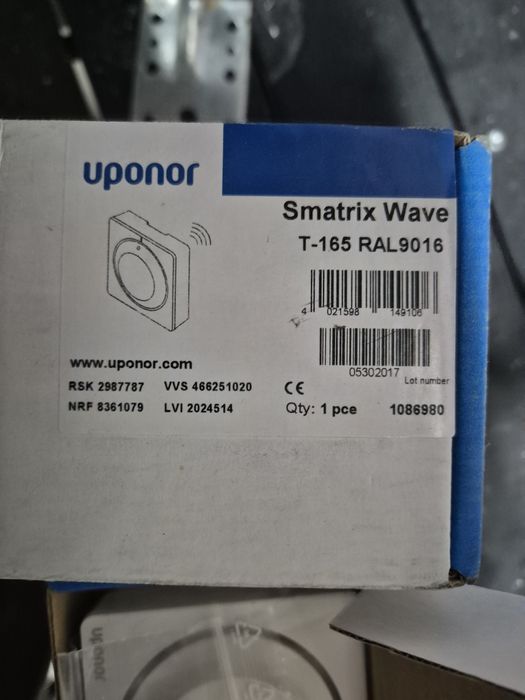 uponor
Smatrix Wave
T-165 RAL9016
4 021598 149106
05302017
Lot number
www.uponor.com
RSK 2987787 VVS 466251020
NRF 8361079 LVI 2024514
CE
Qty: 1 pce 1086980
uponor